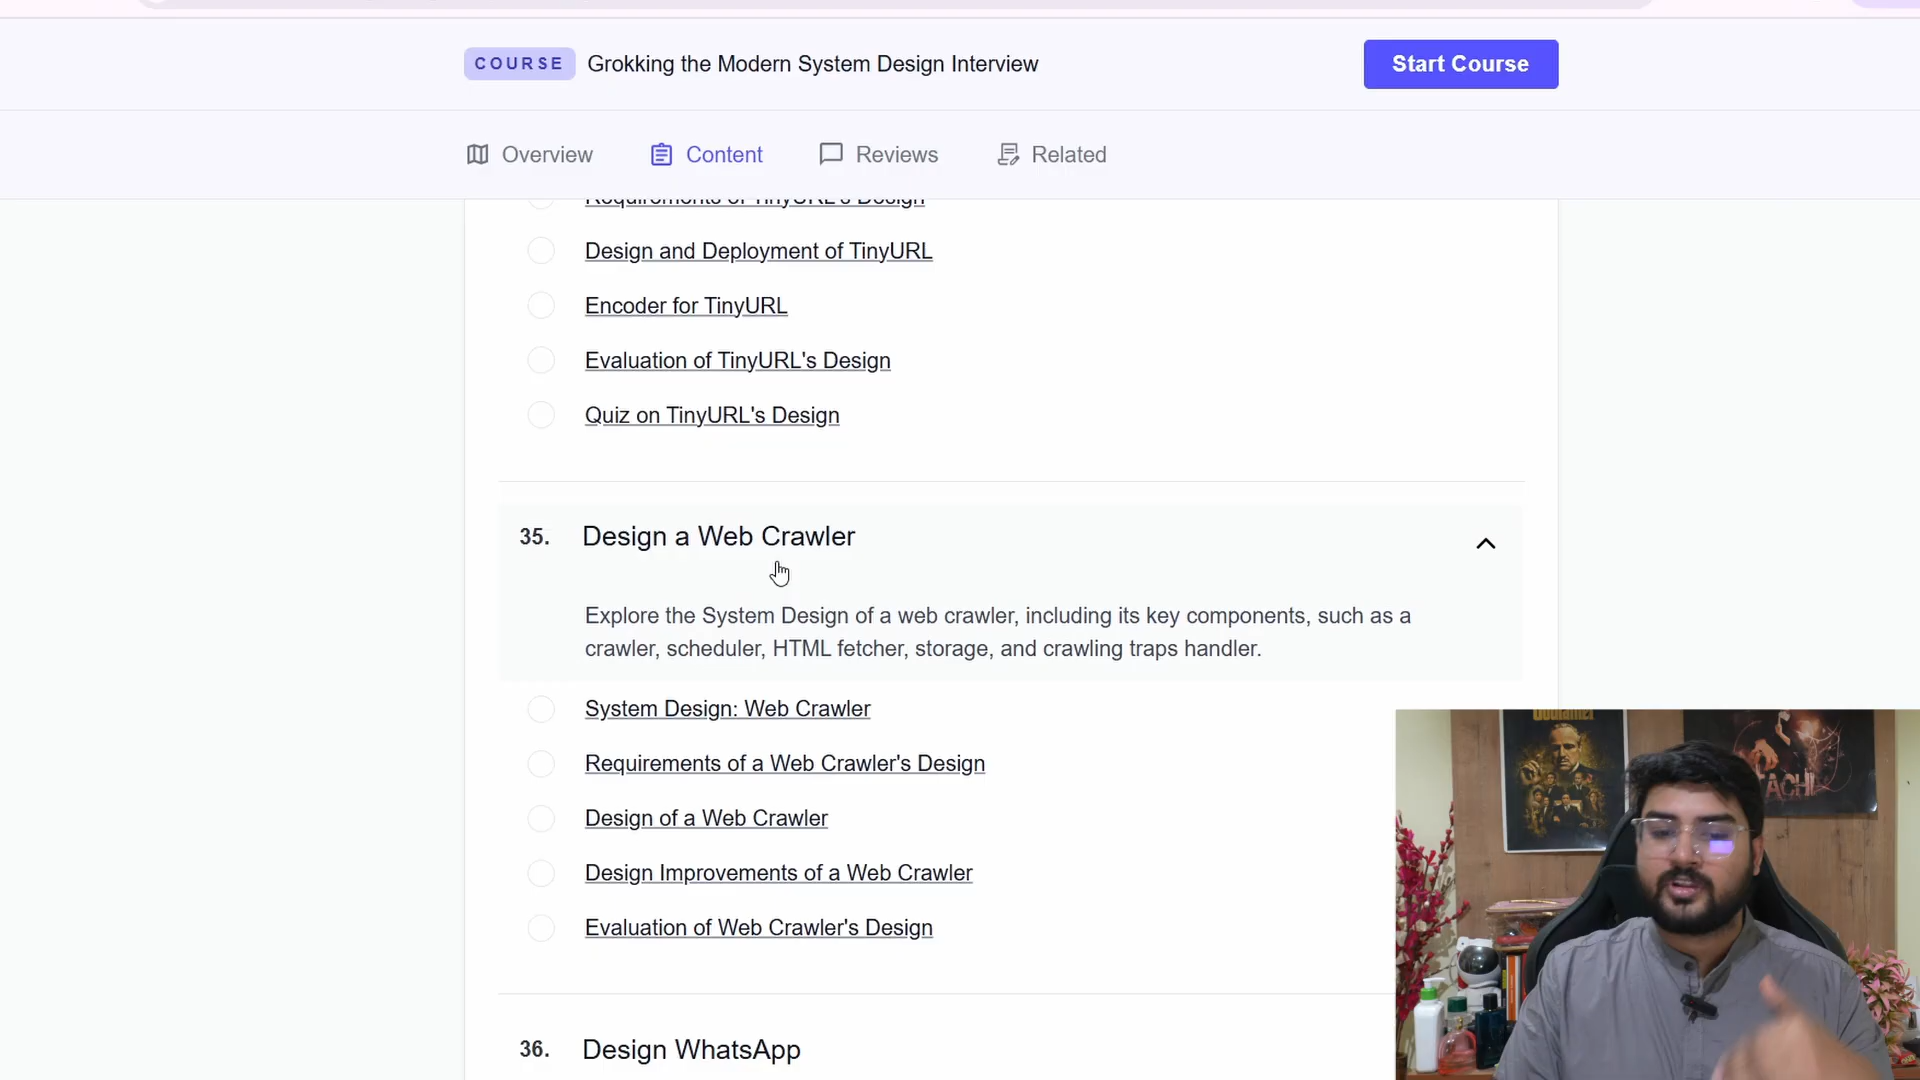 COURSE Grokking the Modern System Design Interview
Start Course
Overview Content Reviews Related
Requirements of TinyURL's Design
Design and Deployment of TinyURL
Encoder for TinyURL
Evaluation of TinyURL's Design
Quiz on TinyURL's Design
35. Design a Web Crawler
Explore the System Design of a web crawler, including its key components, such as a
crawler, scheduler, HTML fetcher, storage, and crawling traps handler.
System Design: Web Crawler
Requirements of a Web Crawler's Design
Design of a Web Crawler
Design Improvements of a Web Crawler
Evaluation of Web Crawler's Design
36. Design WhatsApp